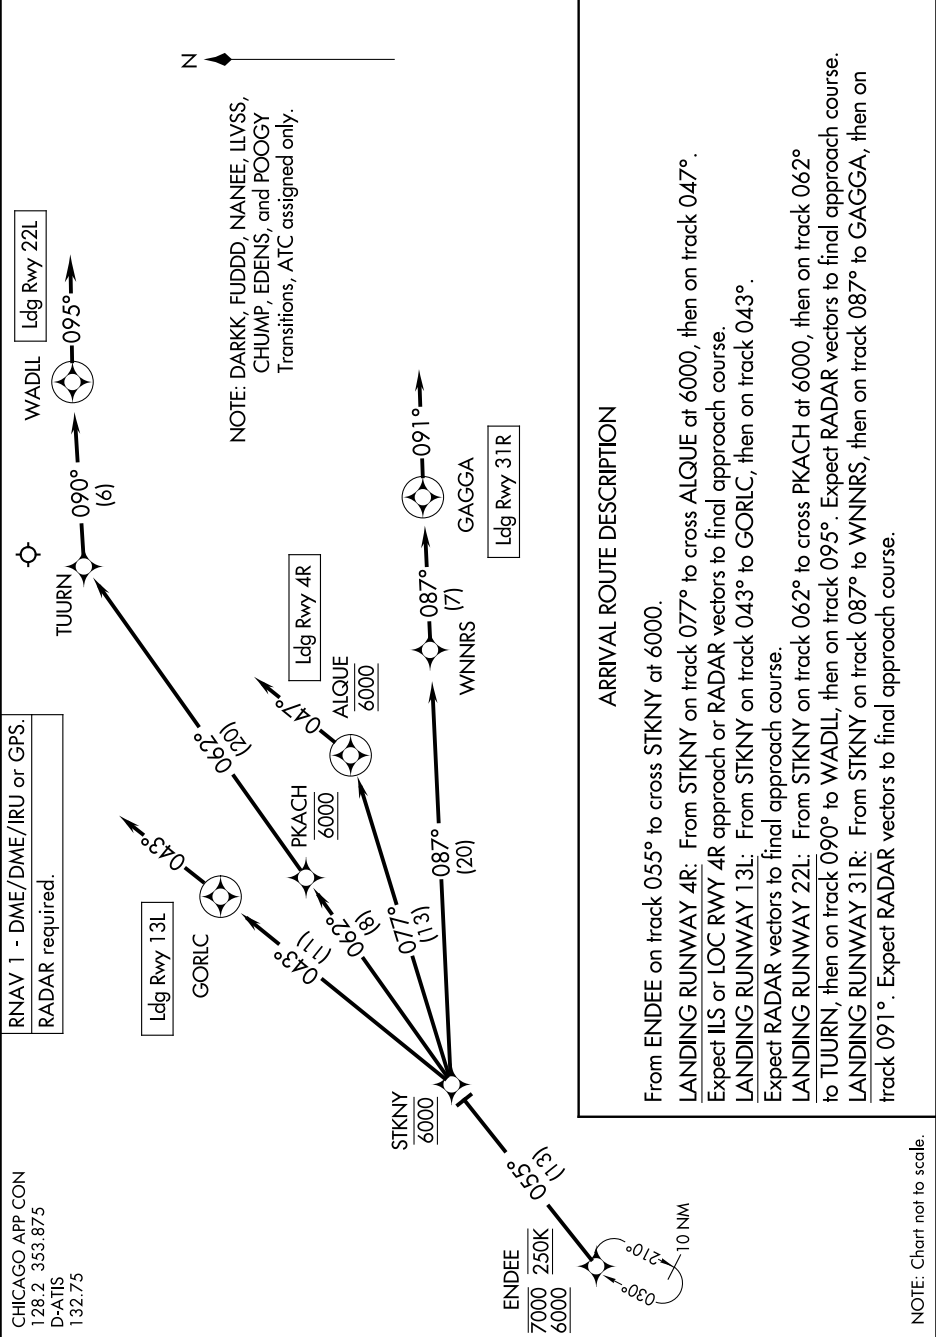 CHICAGO APP CON
128.2 353.875
D-ATIS
132.75
RNAV 1 - DME/DME/IRU or GPS.
RADAR required.
N
NOTE: DARKK, FUDDD, NANEE, LLVSS,
CHUMP, EDENS, and POOGY
Transitions, ATC assigned only.
WADLL
Ldg Rwy 22L
095°
090°
(6)
TUURN
062°
(20)
Ldg Rwy 13L
043°
GORLC
043°
(11)
PKACH
6000
062°
(8)
Ldg Rwy 4R
047°
ALQUE
6000
077°
(13)
087°
(20)
WNNRS
087°
(7)
GAGGA
091°
Ldg Rwy 31R
STKNY
6000
055°
(13)
ENDEE
7000 250K
6000
030°
210°
10 NM
ARRIVAL ROUTE DESCRIPTION
From ENDEE on track 055° to cross STKNY at 6000.
LANDING RUNWAY 4R: From STKNY on track 077° to cross ALQUE at 6000, then on track 047°.
Expect ILS or LOC RWY 4R approach or RADAR vectors to final approach course.
LANDING RUNWAY 13L: From STKNY on track 043° to GORLC, then on track 043°.
Expect RADAR vectors to final approach course.
LANDING RUNWAY 22L: From STKNY on track 062° to cross PKACH at 6000, then on track 062°
to TUURN, then on track 090° to WADLL, then on track 095°. Expect RADAR vectors to final approach course.
LANDING RUNWAY 31R: From STKNY on track 087° to WNNRS, then on track 087° to GAGGA, then on
track 091°. Expect RADAR vectors to final approach course.
NOTE: Chart not to scale.